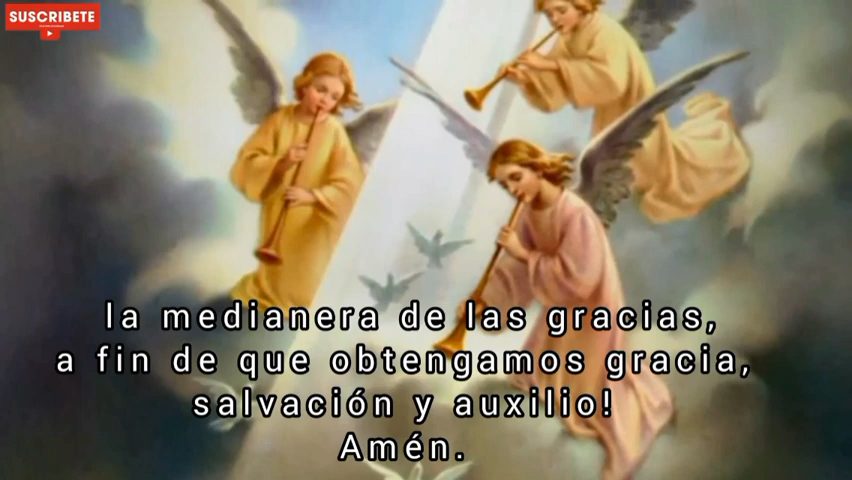 SUSCRIBETE
la medianera de las gracias,
a fin de que obtengamos gracia,
salvación y auxilio!
Amén.